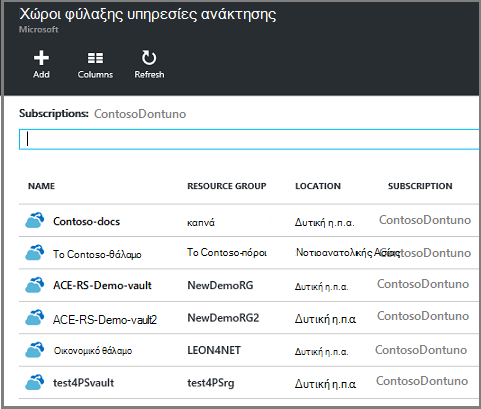 Χώροι φύλαξης υπηρεσίες ανάκτησης
Microsoft
Add Columns Refresh
Subscriptions: ContosoDontuno
NAME RESOURCE GROUP LOCATION SUBSCRIPTION
Contoso-docs καπνά Δυτική η.π.α. ContosoDontuno
Το Contoso-θάλαμο Το Contoso-πόροι Νοτιοανατολικής Ασίας ContosoDontuno
ACE-RS-Demo-vault NewDemoRG Δυτική η.π.α ContosoDontuno
ACE-RS-Demo-vault2 NewDemoRG2 Δυτική η.π.α ContosoDontuno
Οικονομικό θάλαμο LEON4NET Δυτική η.π.α. ContosoDontuno
test4PSvault test4PSrg Δυτική η.π.α ContosoDontuno